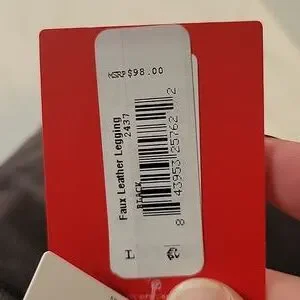 MSRP $98.00
Faux Leather Legging
2437
BLACK
8 43953 25762 2
L